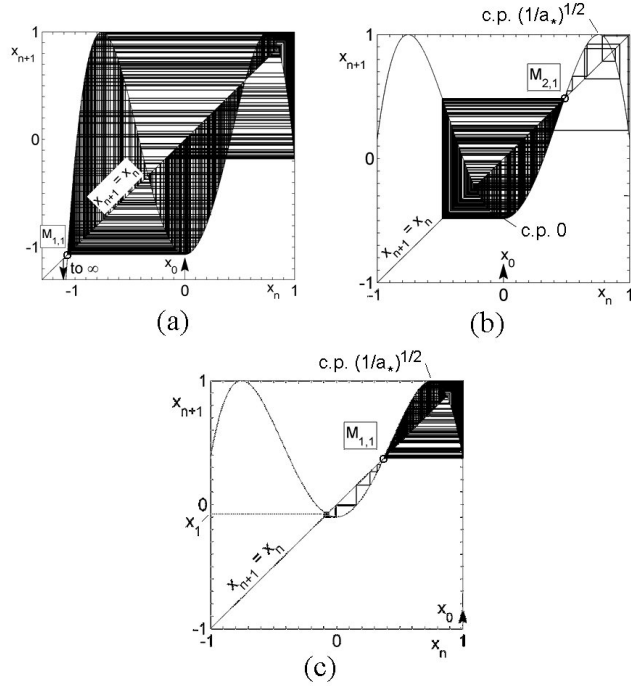 1
x_{n+1}
0
-1
x_{n+1} = x_n
M_{1,1}
to ∞
x_0
-1
0
x_n
1
(a)
c.p. (1/a_*)^{1/2}
1
x_{n+1}
0
-1
M_{2,1}
c.p. 0
x_{n+1} = x_n
x_0
-1
0
x_n
1
(b)
c.p. (1/a_*)^{1/2}
1
x_{n+1}
M_{1,1}
0
x_1
x_{n+1} = x_n
x_0
-1
-1
0
x_n
1
(c)